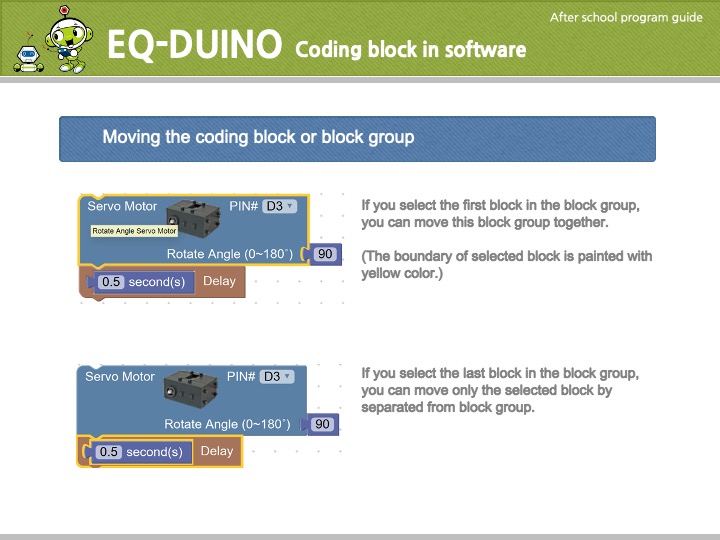 After school program guide
EQ-DUINO Coding block in software
Moving the coding block or block group
Servo Motor PIN# D3
Rotate Angle Servo Motor
Rotate Angle (0~180˚) 90
0.5 second(s) Delay
If you select the first block in the block group,
you can move this block group together.
(The boundary of selected block is painted with
yellow color.)
Servo Motor PIN# D3
Rotate Angle (0~180˚) 90
0.5 second(s) Delay
If you select the last block in the block group,
you can move only the selected block by
separated from block group.